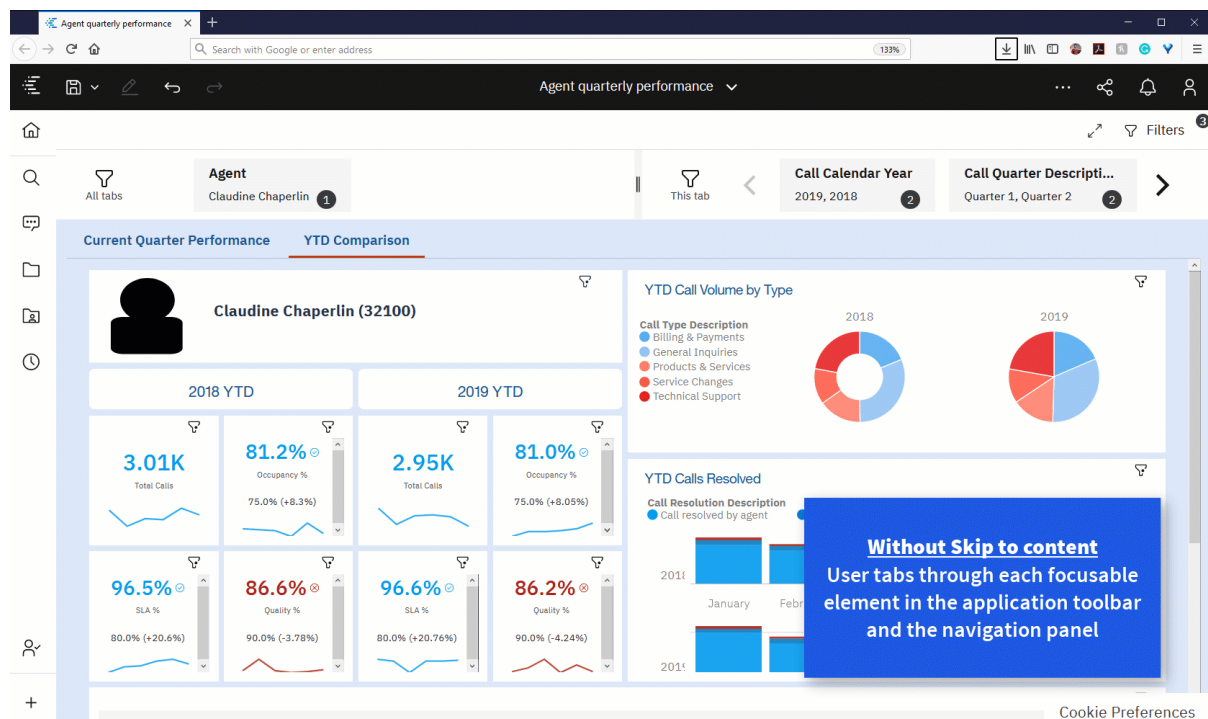 Agent quarterly performance
Search with Google or enter address
133%
Agent quarterly performance
Filters
3
All tabs
Agent
Claudine Chaperlin
1
This tab
Call Calendar Year
2019, 2018
2
Call Quarter Descripti...
Quarter 1, Quarter 2
2
Current Quarter Performance
YTD Comparison
Claudine Chaperlin (32100)
2018 YTD
2019 YTD
3.01K
Total Calls
81.2%
Occupancy %
75.0% (+8.3%)
2.95K
Total Calls
81.0%
Occupancy %
75.0% (+8.05%)
96.5%
SLA %
80.0% (+20.6%)
86.6%
Quality %
90.0% (-3.78%)
96.6%
SLA %
80.0% (+20.76%)
86.2%
Quality %
90.0% (-4.24%)
YTD Call Volume by Type
Call Type Description
Billing & Payments
General Inquiries
Products & Services
Service Changes
Technical Support
2018
2019
YTD Calls Resolved
Call Resolution Description
Call resolved by agent
January
Febr
Without Skip to content
User tabs through each focusable
element in the application toolbar
and the navigation panel
Cookie Preferences